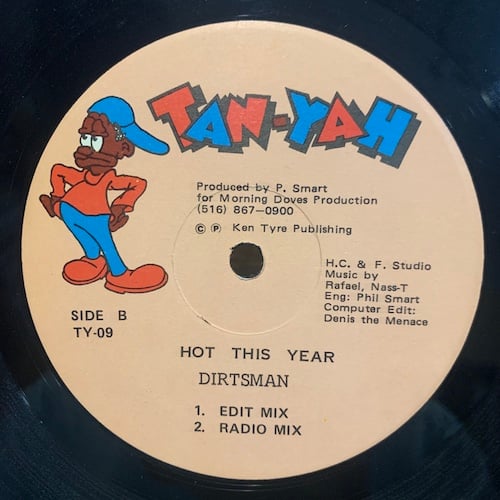 TAN-YAH
Produced by P. Smart
for Morning Doves Production
(516) 867-0900
© ℗ Ken Tyre Publishing
H.C. & F. Studio
Music by
Rafael, Nass-T
Eng: Phil Smart
Computer Edit:
Denis the Menace
SIDE B
TY-09
HOT THIS YEAR
DIRTSMAN
1. EDIT MIX
2. RADIO MIX